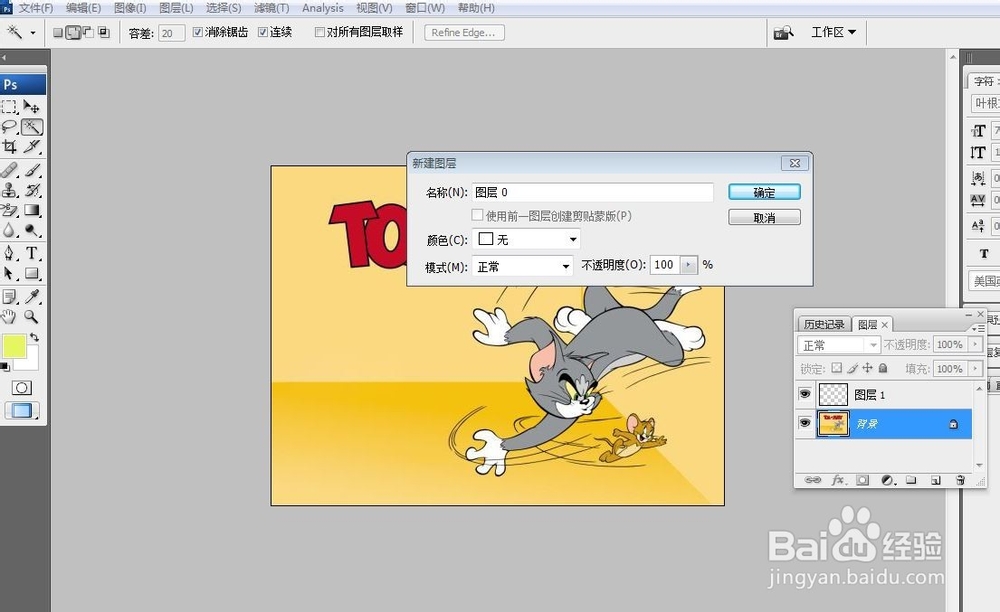 文件(F) 编辑(E) 图像(I) 图层(L) 选择(S) 滤镜(T) Analysis 视图(V) 窗口(W) 帮助(H)
容差: 20 消除锯齿 连续 对所有图层取样 Refine Edge... 工作区
Ps
新建图层
名称(N): 图层 0 确定
使用前一图层创建剪贴蒙版(P) 取消
颜色(C): 无
模式(M): 正常 不透明度(O): 100 %
TO
字符
历史记录 图层
正常 不透明度: 100%
锁定: 填充: 100%
图层 1
背景
Baidu 经验
jingyan.baidu.com